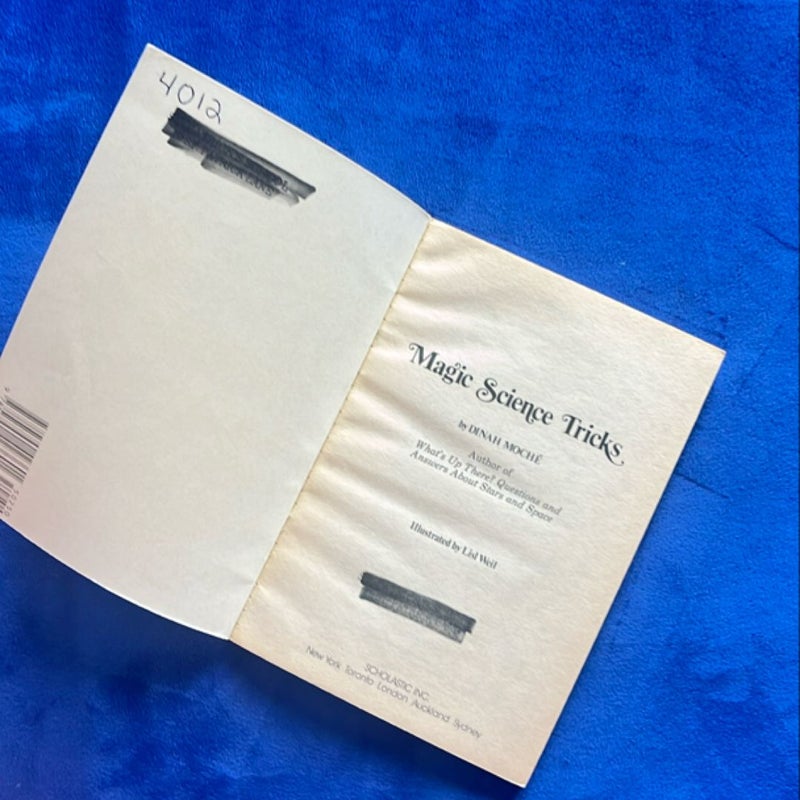 4012
Magic Science Tricks
by DINAH MOCHÉ
Author of
What's Up There? Questions and
Answers About Stars and Space
Illustrated by Lisl Weil
SCHOLASTIC INC.
New York Toronto London Auckland Sydney